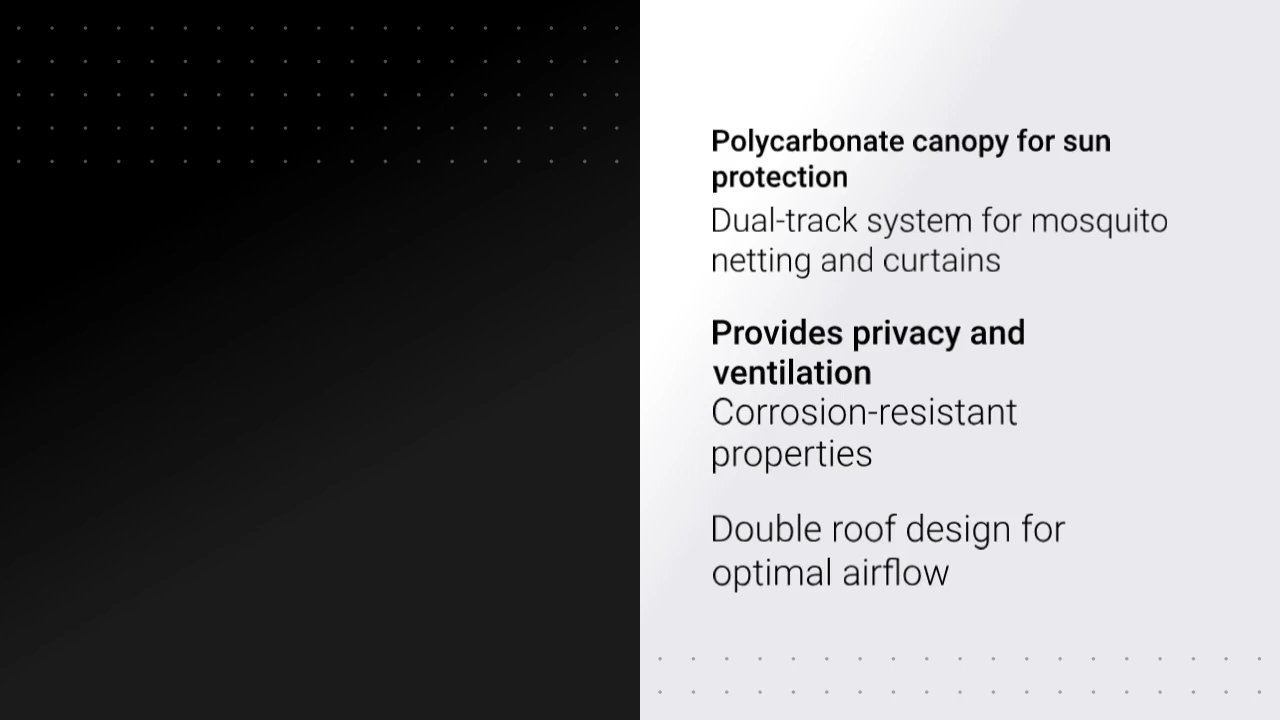 Polycarbonate canopy for sun
protection
Dual-track system for mosquito
netting and curtains
Provides privacy and
ventilation
Corrosion-resistant
properties
Double roof design for
optimal airflow